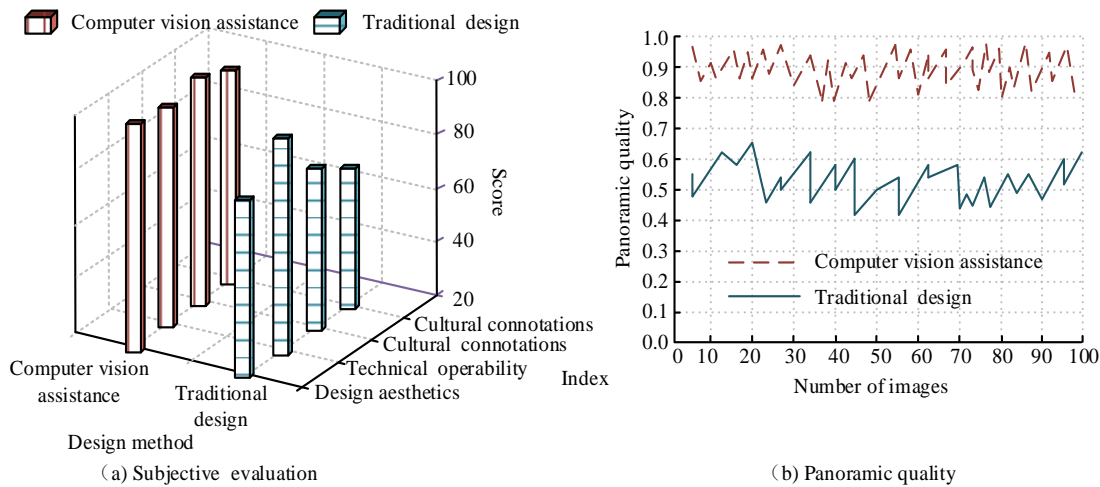 Computer vision assistance
Traditional design
100
80
60
40
20
Score
Cultural connotations
Cultural connotations
Technical operability
Design aesthetics
Index
Computer vision
assistance
Traditional
design
Design method
（a) Subjective evaluation
1.0
0.9
0.8
0.7
0.6
0.5
0.4
0.3
0.2
0.1
0.0
Panoramic quality
Computer vision assistance
Traditional design
0 10 20 30 40 50 60 70 80 90 100
Number of images
（b) Panoramic quality